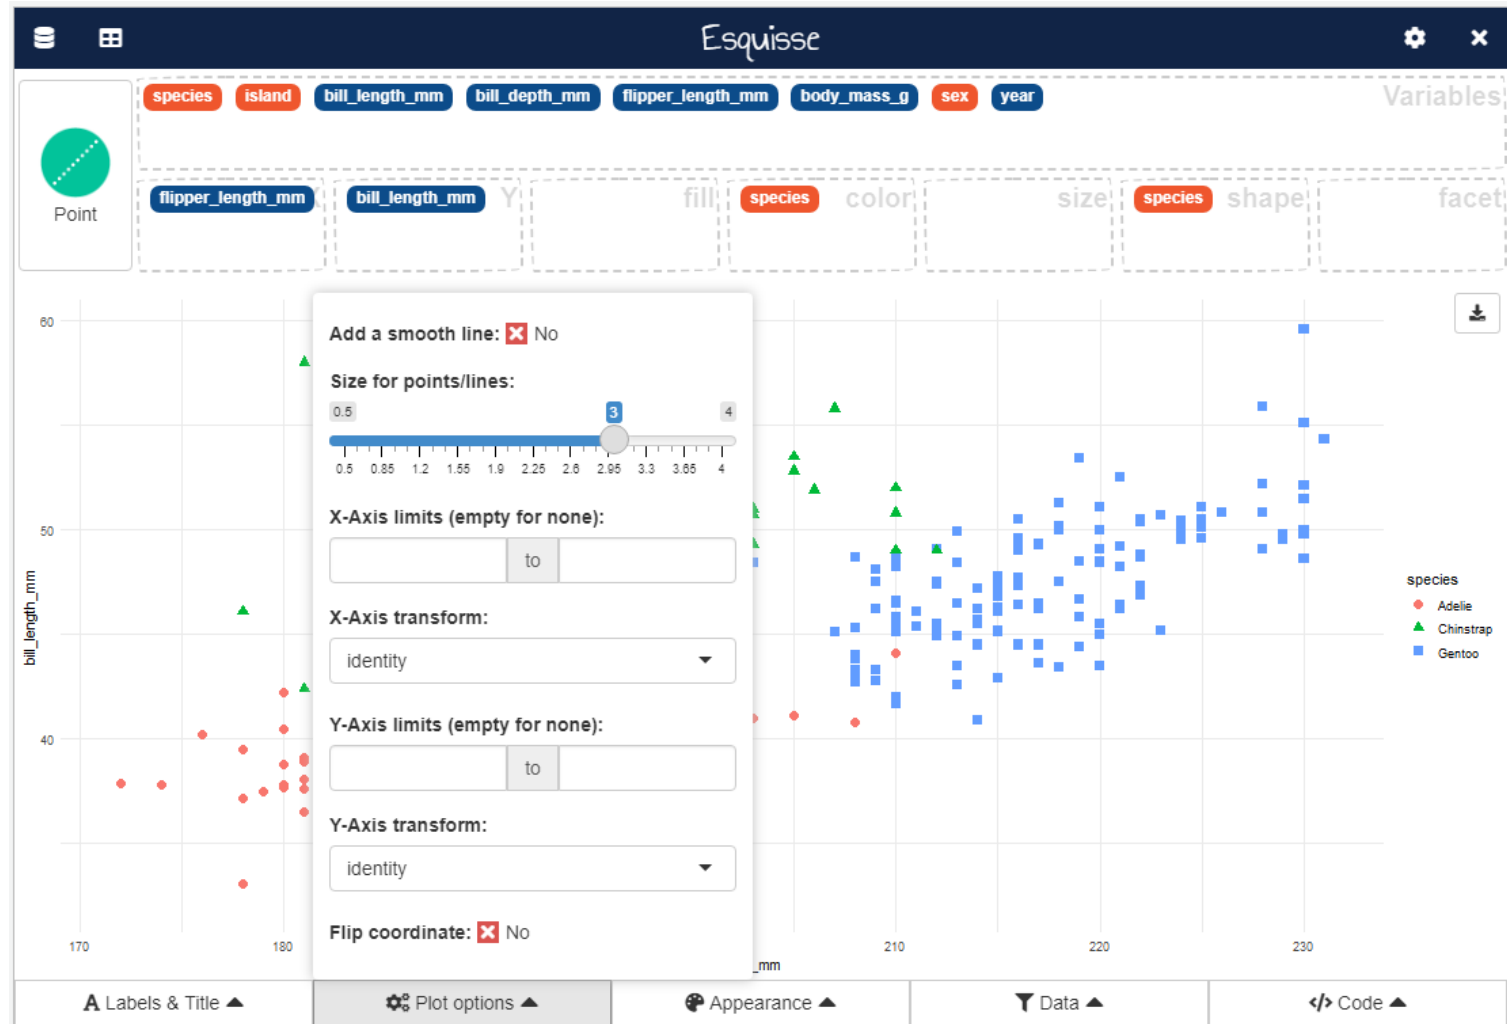 Esquisse
species island bill_length_mm bill_depth_mm flipper_length_mm body_mass_g sex year Variables
Point
flipper_length_mm X bill_length_mm Y fill species color size species shape facet
Add a smooth line: No
Size for points/lines:
0.5 3 4
0.5 0.85 1.2 1.55 1.9 2.25 2.6 2.95 3.3 3.65 4
X-Axis limits (empty for none):
to
X-Axis transform:
identity
Y-Axis limits (empty for none):
to
Y-Axis transform:
identity
Flip coordinate: No
60
50
40
bill_length_mm
170 180 210 220 230
_mm
species
Adelie
Chinstrap
Gentoo
A Labels & Title Plot options Appearance Data </> Code